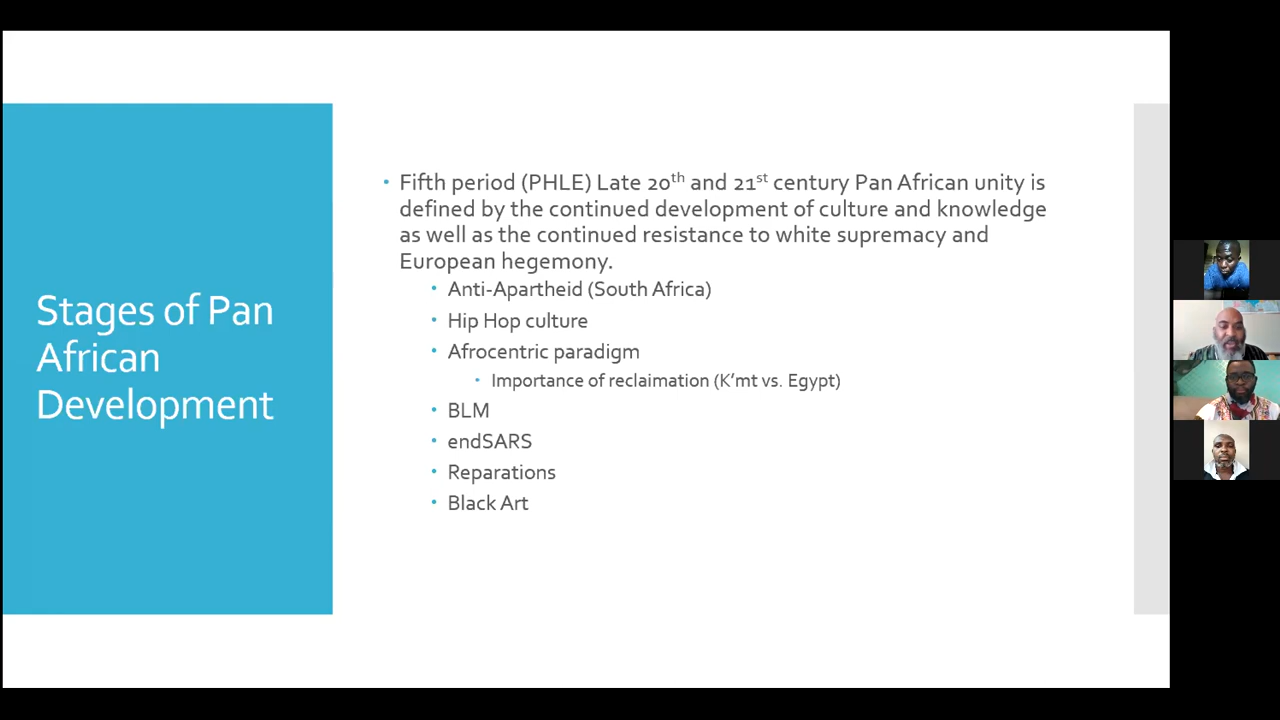 Stages of Pan
African
Development
• Fifth period (PHLE) Late 20th and 21st century Pan African unity is
defined by the continued development of culture and knowledge
as well as the continued resistance to white supremacy and
European hegemony.
• Anti-Apartheid (South Africa)
• Hip Hop culture
• Afrocentric paradigm
• Importance of reclaimation (K’mt vs. Egypt)
• BLM
• endSARS
• Reparations
• Black Art